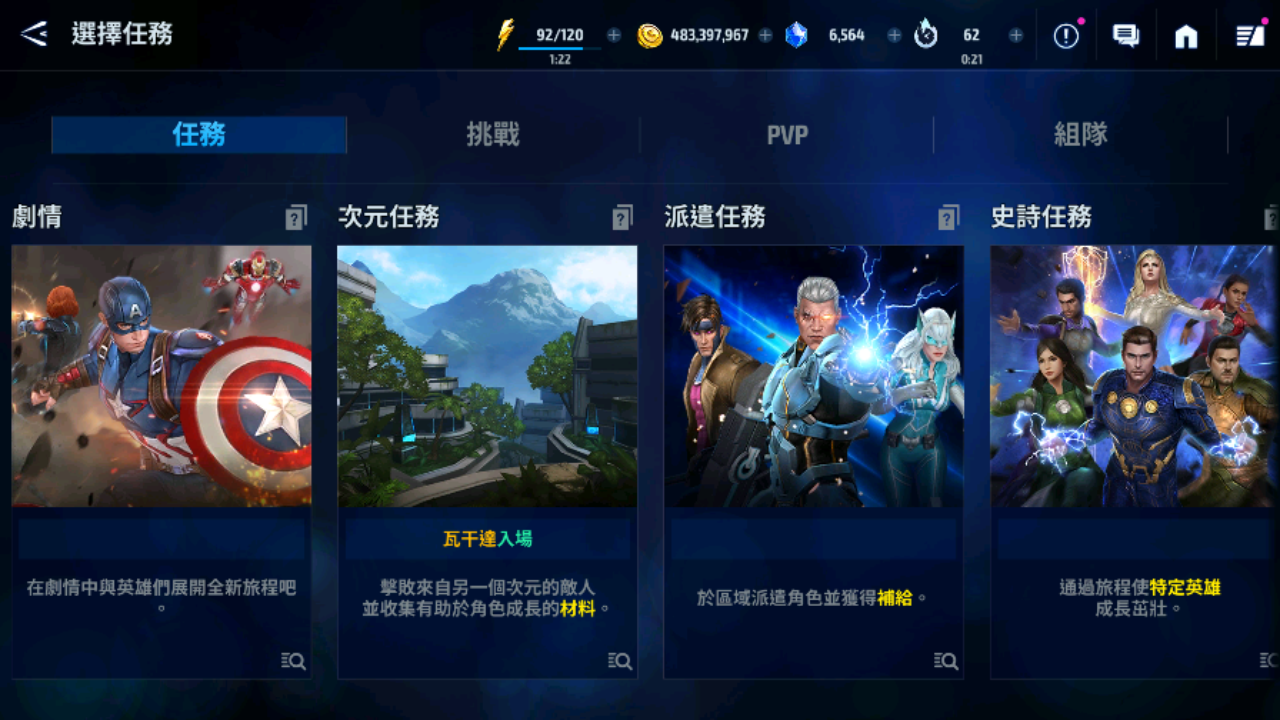 選擇任務
92/120
1:22
483,397,967
6,564
62
0:21
任務
挑戰
PVP
組隊
劇情
次元任務
派遣任務
史詩任務
在劇情中與英雄們展開全新旅程吧
。
瓦干達入場
擊敗來自另一個次元的敵人
並收集有助於角色成長的材料。
於區域派遣角色並獲得補給。
通過旅程使特定英雄
成長茁壯。